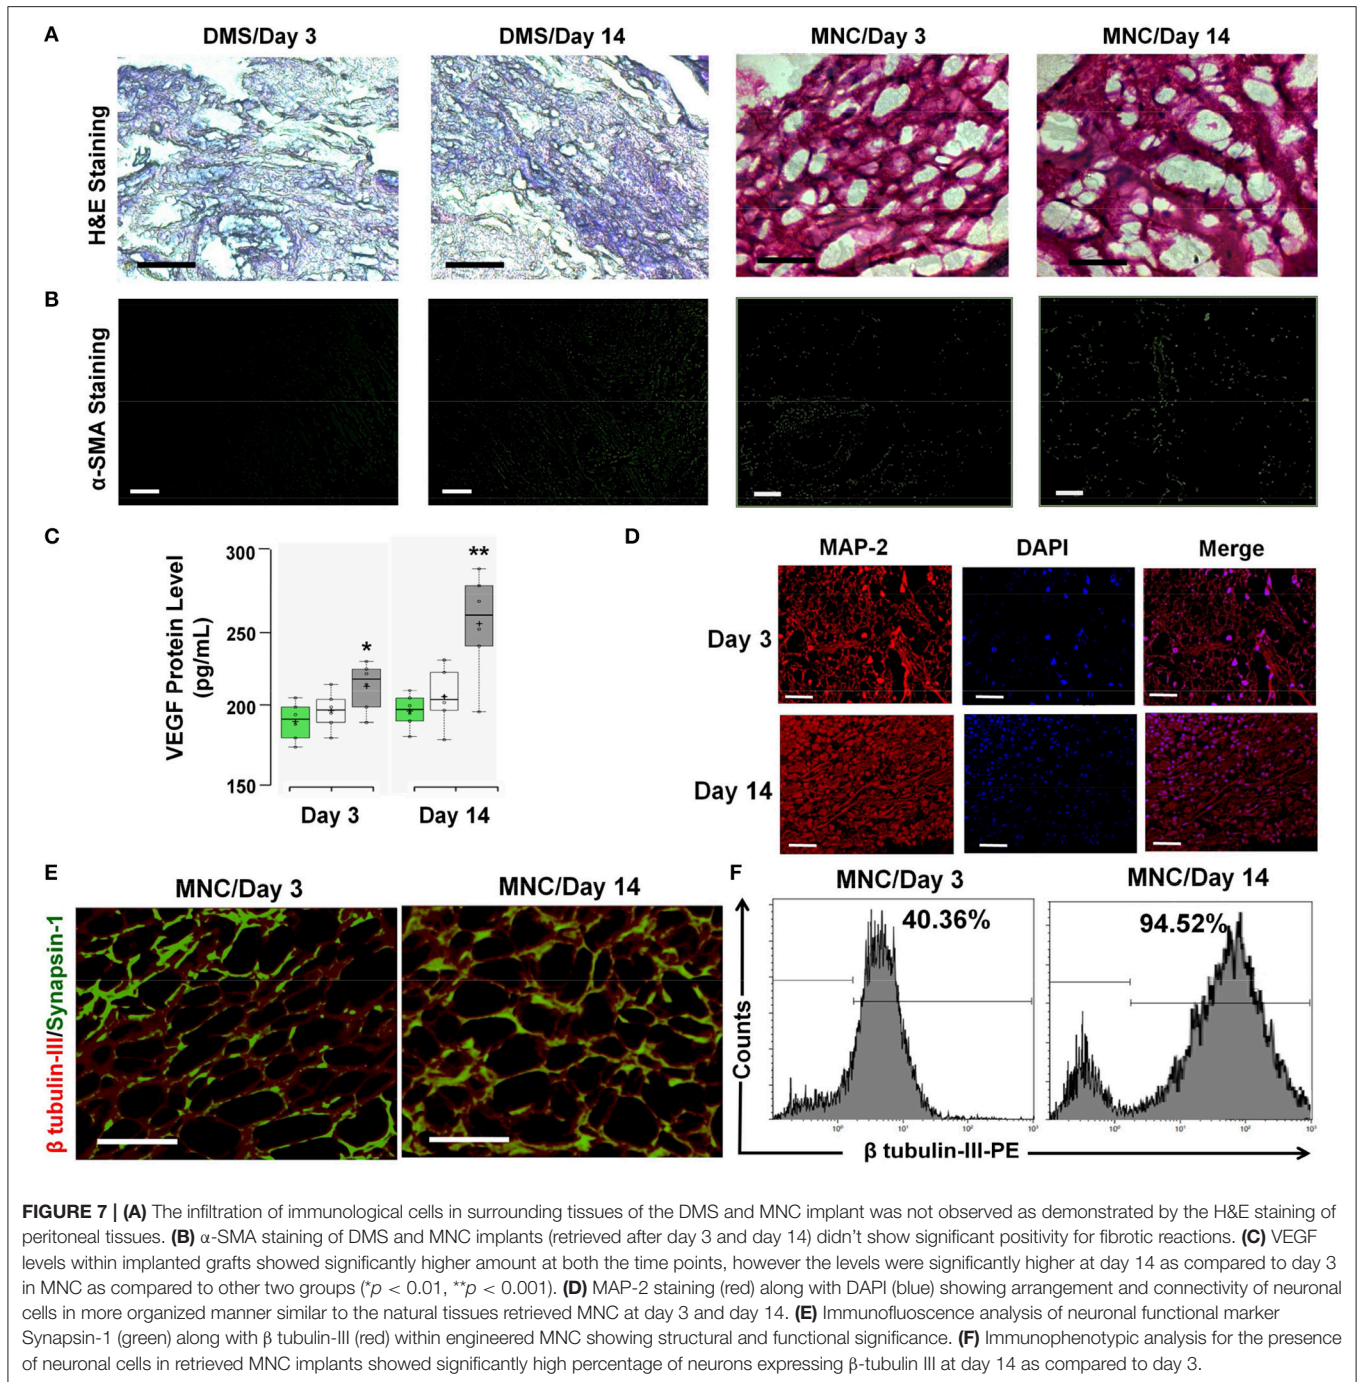 A
DMS/Day 3
DMS/Day 14
MNC/Day 3
MNC/Day 14
H&E Staining
B
α-SMA Staining
C
VEGF Protein Level
(pg/mL)
300
250
200
150
*
**
Day 3
Day 14
D
MAP-2
DAPI
Merge
Day 3
Day 14
E
MNC/Day 3
MNC/Day 14
β tubulin-III/Synapsin-1
F
MNC/Day 3
MNC/Day 14
40.36%
94.52%
Counts
10⁰ 10¹ 10² 10³
10⁰ 10¹ 10² 10³
β tubulin-III-PE
FIGURE 7 | (A) The infiltration of immunological cells in surrounding tissues of the DMS and MNC implant was not observed as demonstrated by the H&E staining of
peritoneal tissues. (B) α-SMA staining of DMS and MNC implants (retrieved after day 3 and day 14) didn't show significant positivity for fibrotic reactions. (C) VEGF
levels within implanted grafts showed significantly higher amount at both the time points, however the levels were significantly higher at day 14 as compared to day 3
in MNC as compared to other two groups (*p < 0.01, **p < 0.001). (D) MAP-2 staining (red) along with DAPI (blue) showing arrangement and connectivity of neuronal
cells in more organized manner similar to the natural tissues retrieved MNC at day 3 and day 14. (E) Immunofluoscence analysis of neuronal functional marker
Synapsin-1 (green) along with β tubulin-III (red) within engineered MNC showing structural and functional significance. (F) Immunophenotypic analysis for the presence
of neuronal cells in retrieved MNC implants showed significantly high percentage of neurons expressing β-tubulin III at day 14 as compared to day 3.